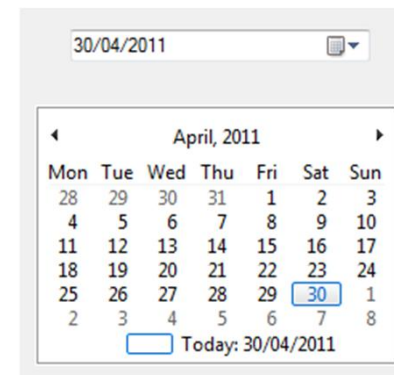 30/04/2011
April, 2011
Mon Tue Wed Thu Fri Sat Sun
28 29 30 31 1 2 3
4 5 6 7 8 9 10
11 12 13 14 15 16 17
18 19 20 21 22 23 24
25 26 27 28 29 30 1
2 3 4 5 6 7 8
Today: 30/04/2011